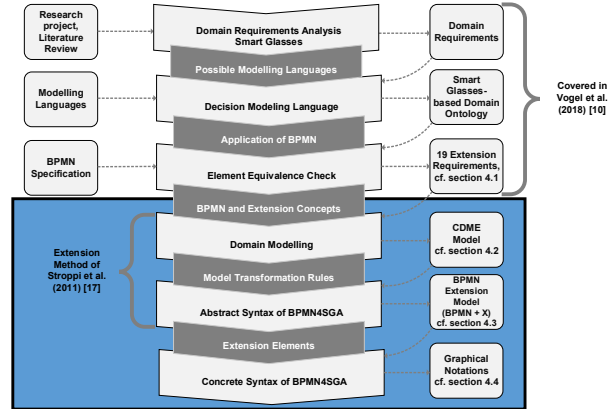 Research
project,
Literature
Review
Domain Requirements Analysis
Smart Glasses
Domain
Requirements
Possible Modelling Languages
Modelling
Languages
Decision Modeling Language
Smart
Glasses-
based Domain
Ontology
Covered in
Vogel et al.
(2018) [10]
Application of BPMN
BPMN
Specification
Element Equivalence Check
19 Extension
Requirements,
cf. section 4.1
BPMN and Extension Concepts
Extension
Method of
Stroppi et al.
(2011) [17]
Domain Modelling
CDME
Model
cf. section 4.2
Model Transformation Rules
Abstract Syntax of BPMN4SGA
BPMN
Extension
Model
(BPMN + X)
cf. section 4.3
Extension Elements
Concrete Syntax of BPMN4SGA
Graphical
Notations
cf. section 4.4